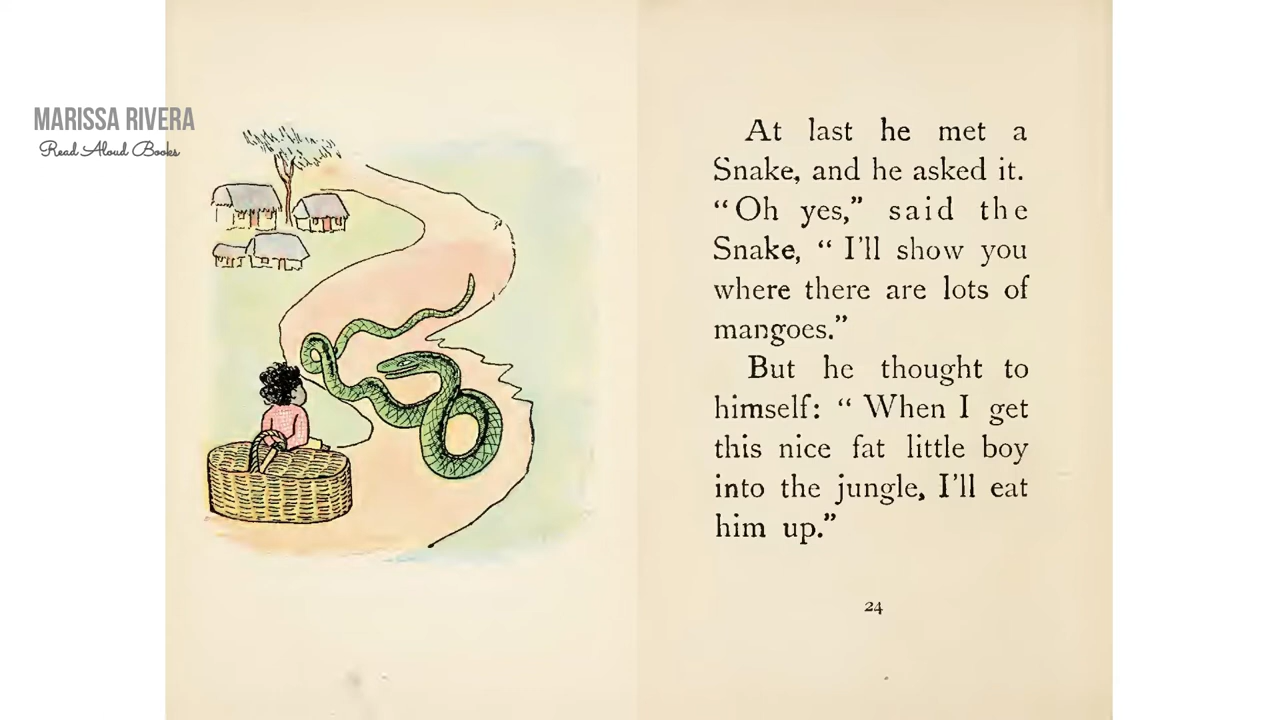 MARISSA RIVERA
Read Aloud Books
At last he met a
Snake, and he asked it.
“Oh yes,” said the
Snake, “ I’ll show you
where there are lots of
mangoes.”
But he thought to
himself: “ When I get
this nice fat little boy
into the jungle, I’ll eat
him up.”
24